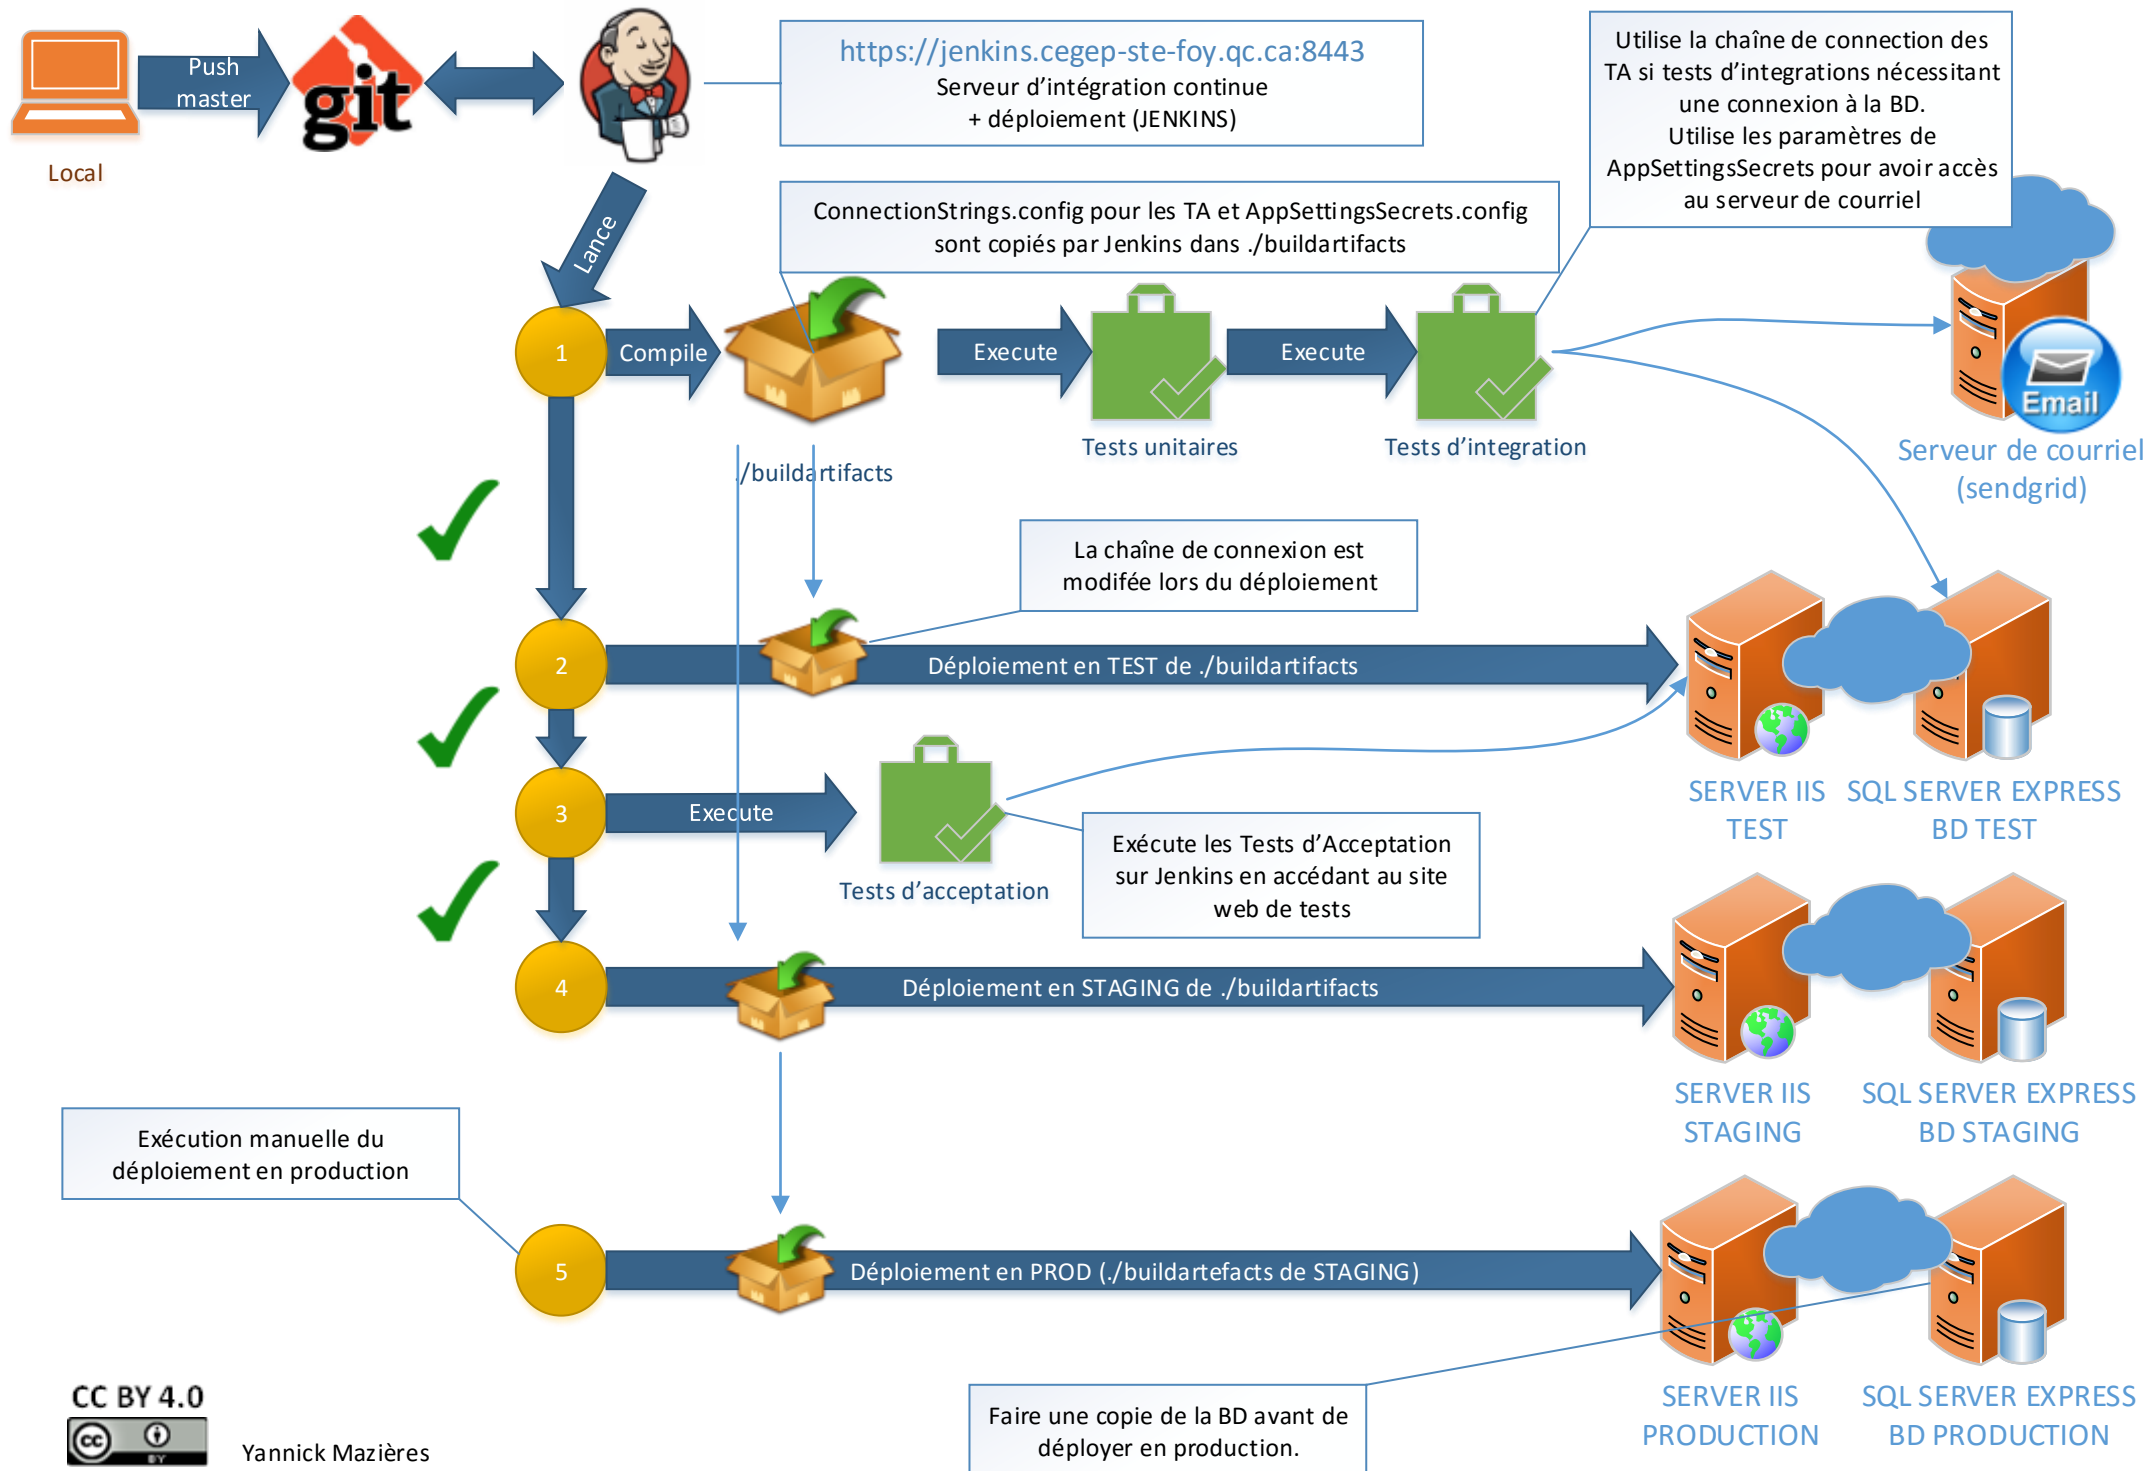 Push
master
git
Local
https://jenkins.cegep-ste-foy.qc.ca:8443
Serveur d’intégration continue
+ déploiement (JENKINS)
Utilise la chaîne de connection des
TA si tests d’integrations nécessitant
une connexion à la BD.
Utilise les paramètres de
AppSettingsSecrets pour avoir accès
au serveur de courriel
Lance
ConnectionStrings.config pour les TA et AppSettingsSecrets.config
sont copiés par Jenkins dans ./buildartifacts
1
Compile
Execute
Execute
Email
./buildartifacts
Tests unitaires
Tests d’integration
Serveur de courriel
(sendgrid)
La chaîne de connexion est
modifée lors du déploiement
2
Déploiement en TEST de ./buildartifacts
SERVER IIS
TEST
SQL SERVER EXPRESS
BD TEST
3
Execute
Tests d’acceptation
Exécute les Tests d’Acceptation
sur Jenkins en accédant au site
web de tests
4
Déploiement en STAGING de ./buildartifacts
SERVER IIS
STAGING
SQL SERVER EXPRESS
BD STAGING
Exécution manuelle du
déploiement en production
5
Déploiement en PROD (./buildartefacts de STAGING)
SERVER IIS
PRODUCTION
SQL SERVER EXPRESS
BD PRODUCTION
Faire une copie de la BD avant de
déployer en production.
CC BY 4.0
cc
BY
Yannick Mazières